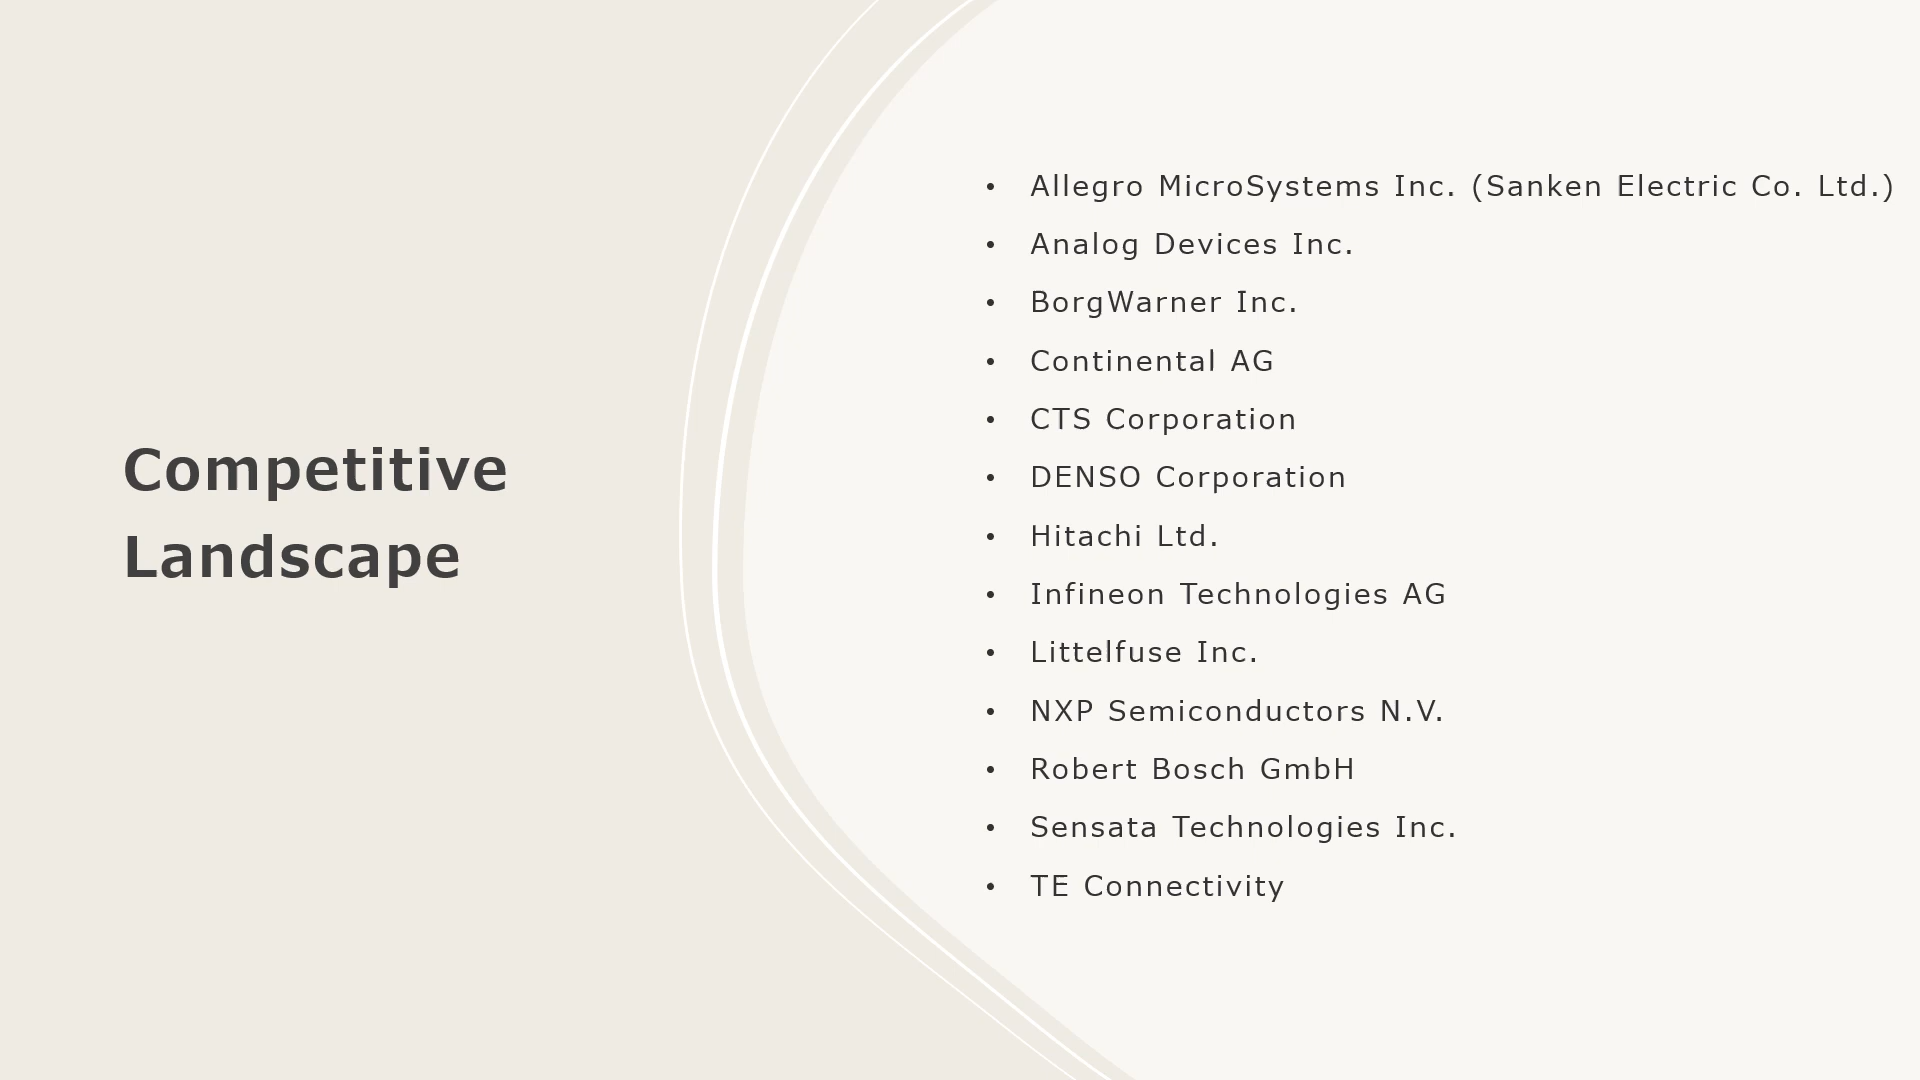 Competitive
Landscape
• Allegro MicroSystems Inc. (Sanken Electric Co. Ltd.)
• Analog Devices Inc.
• BorgWarner Inc.
• Continental AG
• CTS Corporation
• DENSO Corporation
• Hitachi Ltd.
• Infineon Technologies AG
• Littelfuse Inc.
• NXP Semiconductors N.V.
• Robert Bosch GmbH
• Sensata Technologies Inc.
• TE Connectivity